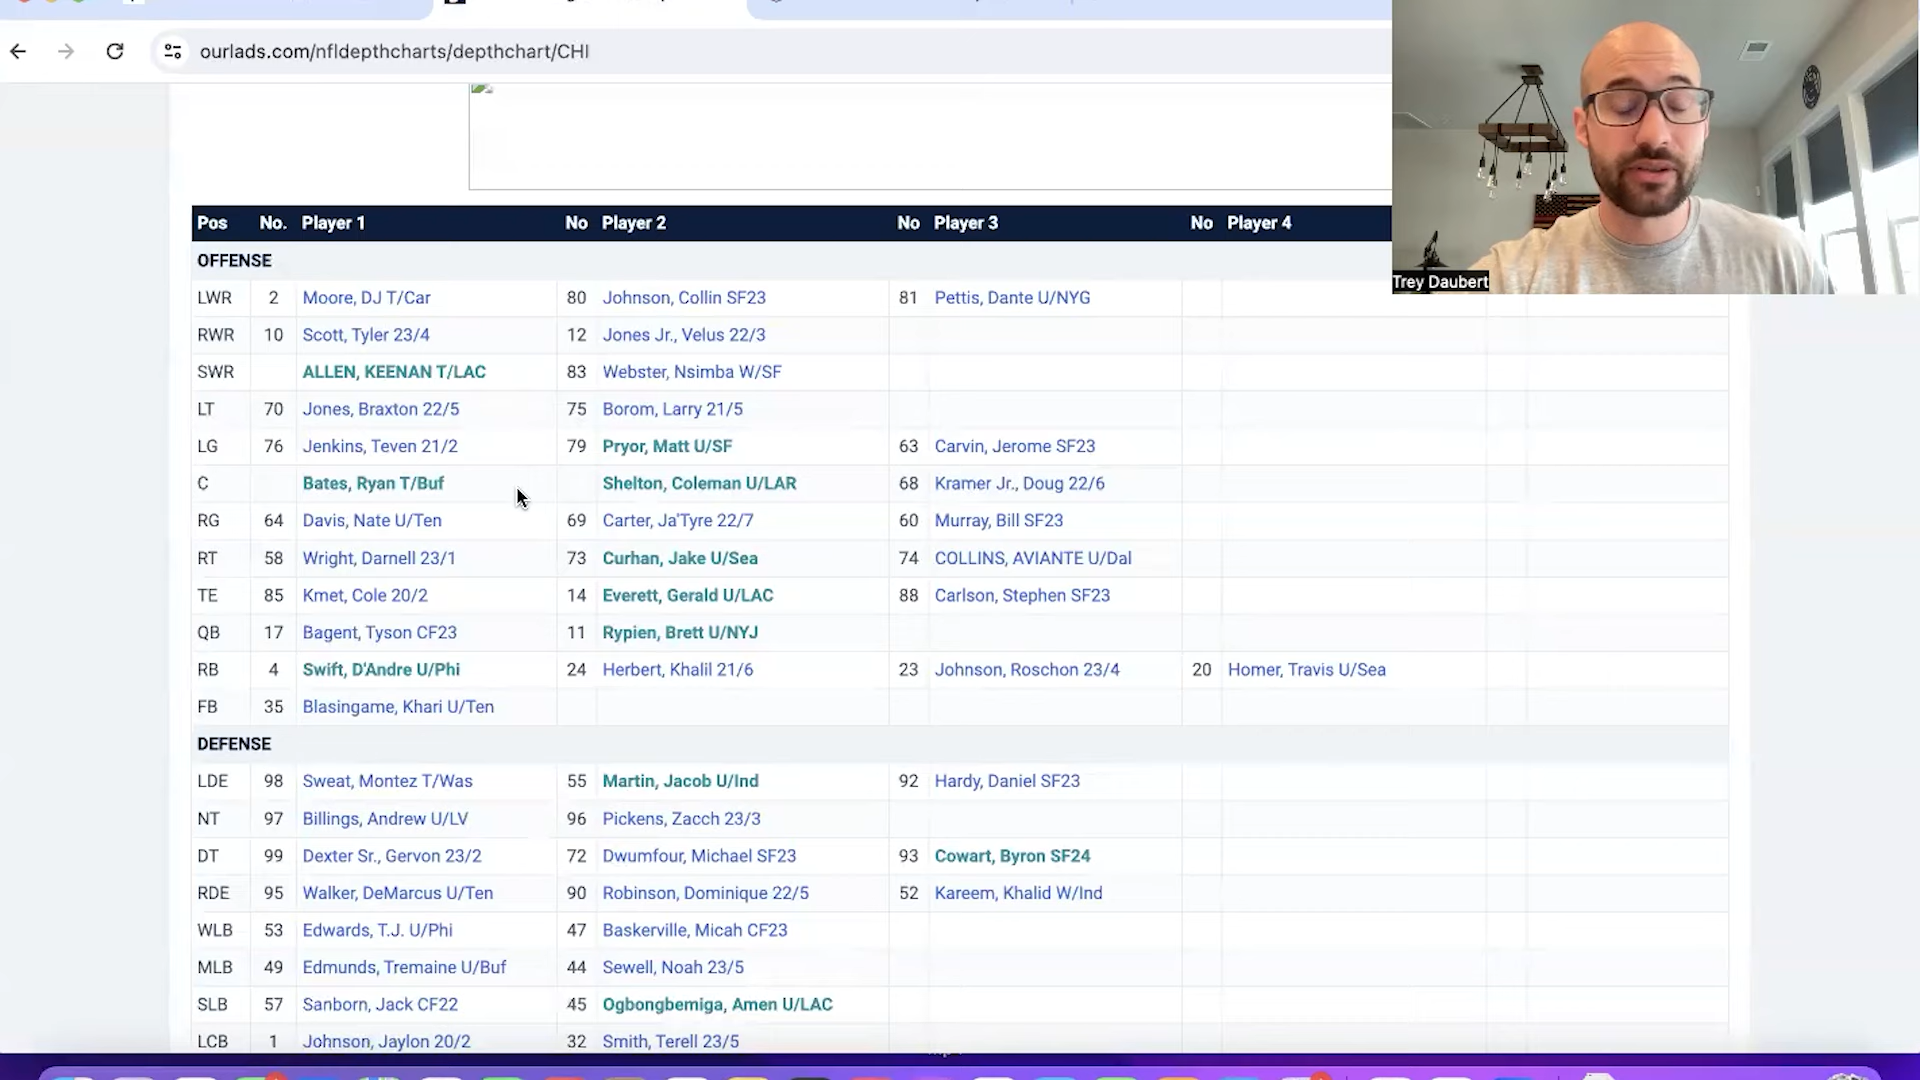 ourlads.com/nfldepthcharts/depthchart/CHI
Trey Daubert
Pos No. Player 1 No Player 2 No Player 3 No Player 4
OFFENSE
LWR 2 Moore, DJ T/Car 80 Johnson, Collin SF23 81 Pettis, Dante U/NYG
RWR 10 Scott, Tyler 23/4 12 Jones Jr., Velus 22/3
SWR ALLEN, KEENAN T/LAC 83 Webster, Nsimba W/SF
LT 70 Jones, Braxton 22/5 75 Borom, Larry 21/5
LG 76 Jenkins, Teven 21/2 79 Pryor, Matt U/SF 63 Carvin, Jerome SF23
C Bates, Ryan T/Buf Shelton, Coleman U/LAR 68 Kramer Jr., Doug 22/6
RG 64 Davis, Nate U/Ten 69 Carter, Ja'Tyre 22/7 60 Murray, Bill SF23
RT 58 Wright, Darnell 23/1 73 Curhan, Jake U/Sea 74 COLLINS, AVIANTE U/Dal
TE 85 Kmet, Cole 20/2 14 Everett, Gerald U/LAC 88 Carlson, Stephen SF23
QB 17 Bagent, Tyson CF23 11 Rypien, Brett U/NYJ
RB 4 Swift, D'Andre U/Phi 24 Herbert, Khalil 21/6 23 Johnson, Roschon 23/4 20 Homer, Travis U/Sea
FB 35 Blasingame, Khari U/Ten
DEFENSE
LDE 98 Sweat, Montez T/Was 55 Martin, Jacob U/Ind 92 Hardy, Daniel SF23
NT 97 Billings, Andrew U/LV 96 Pickens, Zacch 23/3
DT 99 Dexter Sr., Gervon 23/2 72 Dwumfour, Michael SF23 93 Cowart, Byron SF24
RDE 95 Walker, DeMarcus U/Ten 90 Robinson, Dominique 22/5 52 Kareem, Khalid W/Ind
WLB 53 Edwards, T.J. U/Phi 47 Baskerville, Micah CF23
MLB 49 Edmunds, Tremaine U/Buf 44 Sewell, Noah 23/5
SLB 57 Sanborn, Jack CF22 45 Ogbongbemiga, Amen U/LAC
LCB 1 Johnson, Jaylon 20/2 32 Smith, Terell 23/5